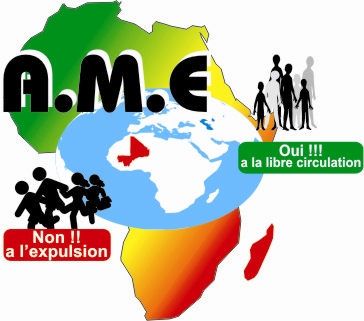 A.M.E
Oui !!!
a la libre circulation
Non !!
a l'expulsion